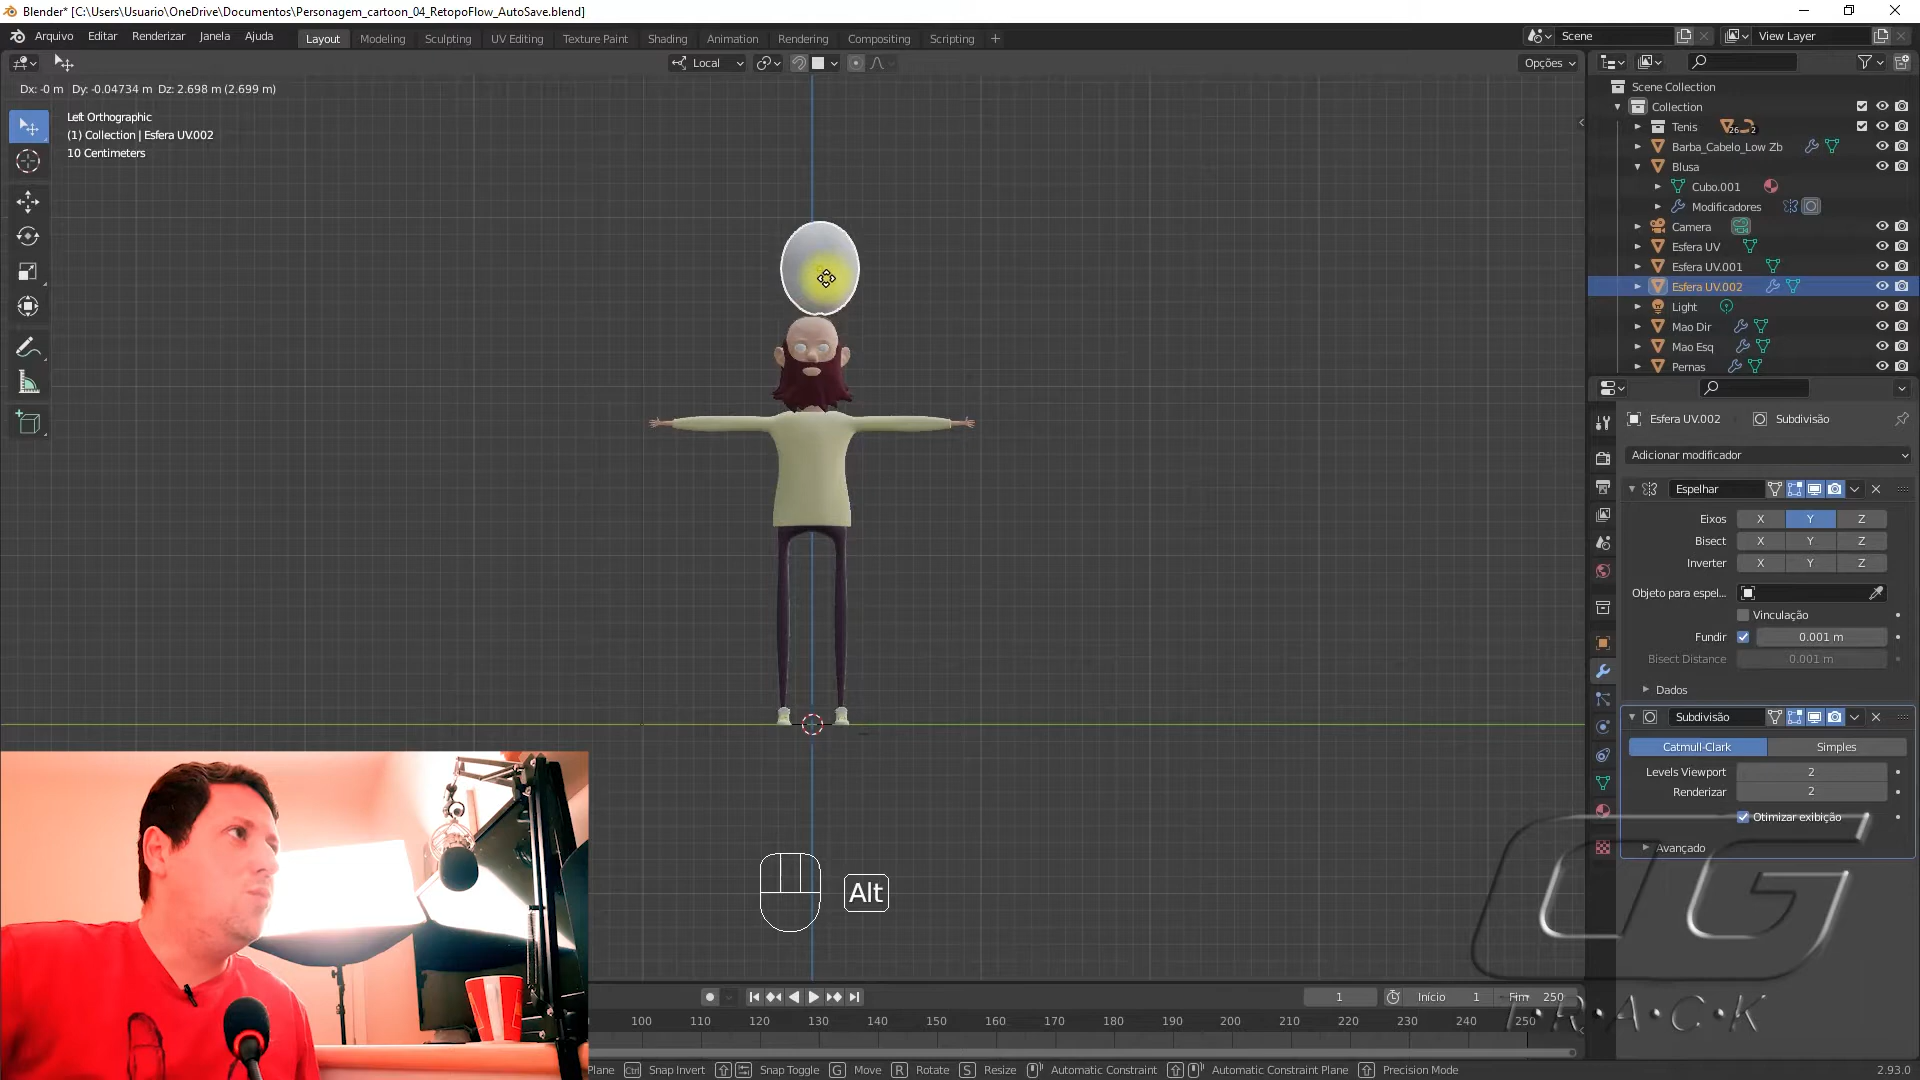 Blender* [C:\Users\Usuario\OneDrive\Documentos\Personagem_cartoon_04_RetopoFlow_AutoSave.blend]
Arquivo Editar Renderizar Janela Ajuda Layout Modeling Sculpting UV Editing Texture Paint Shading Animation Rendering Compositing Scripting + Scene View Layer
Local Opções
Dx: -0 m Dy: -0.04734 m Dz: 2.698 m (2.699 m)
Left Orthographic
(1) Collection | Esfera UV.002
10 Centimeters
Scene Collection
Collection
Tenis 26 2
Barba_Cabelo_Low Zb
Blusa
Cubo.001
Modificadores
Camera
Esfera UV
Esfera UV.001
Esfera UV.002
Light
Mao Dir
Mao Esq
Pernas
Esfera UV.002 Subdivisão
Adicionar modificador
Espelhar
Eixos X Y Z
Bisect X Y Z
Inverter X Y Z
Objeto para espel...
Vinculação
Fundir 0.001 m
Bisect Distance 0.001 m
Dados
Subdivisão
Catmull-Clark Simples
Levels Viewport 2
Renderizar 2
Otimizar exibição
Avançado
Alt
OG
T•R•A•C•K
1 Início 1 Fim 250
100 110 120 130 140 150 160 170 180 190 200 210 220 230 240 250
Plane Ctrl Snap Invert Snap Toggle G Move R Rotate S Resize Automatic Constraint Automatic Constraint Plane Precision Mode 2.93.0